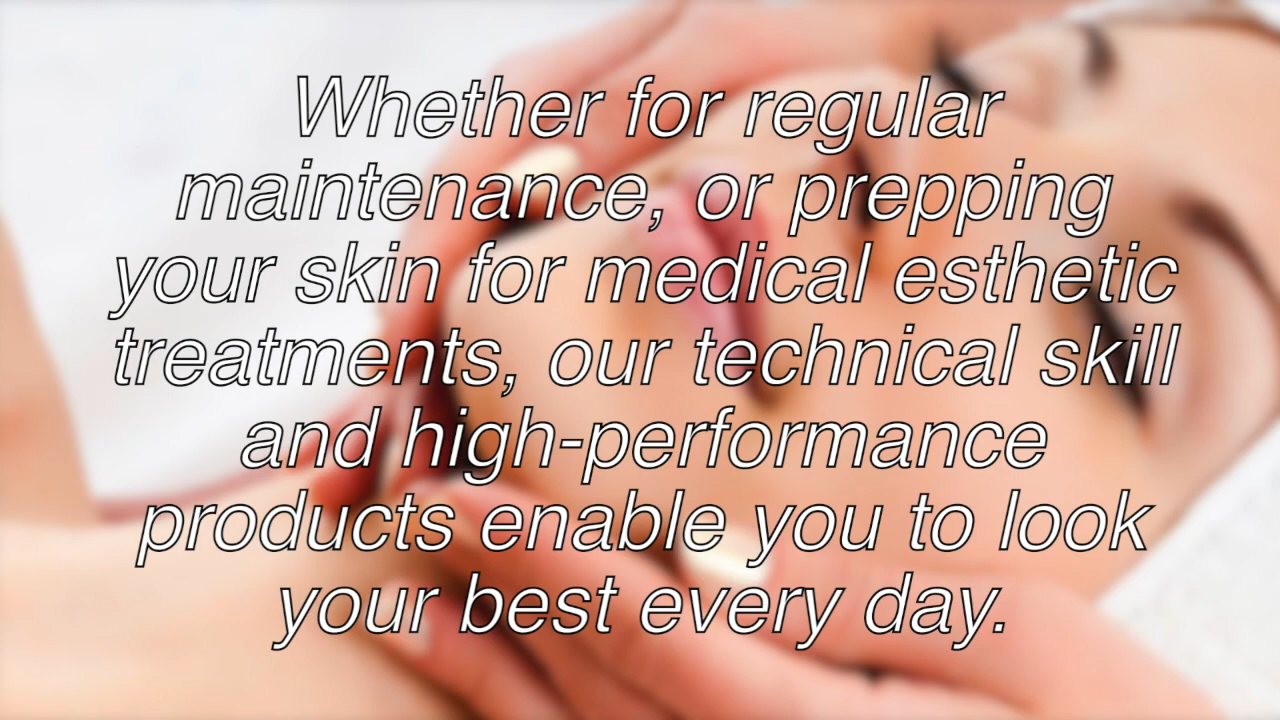 Whether for regular
maintenance, or prepping
your skin for medical esthetic
treatments, our technical skill
and high-performance
products enable you to look
your best every day.